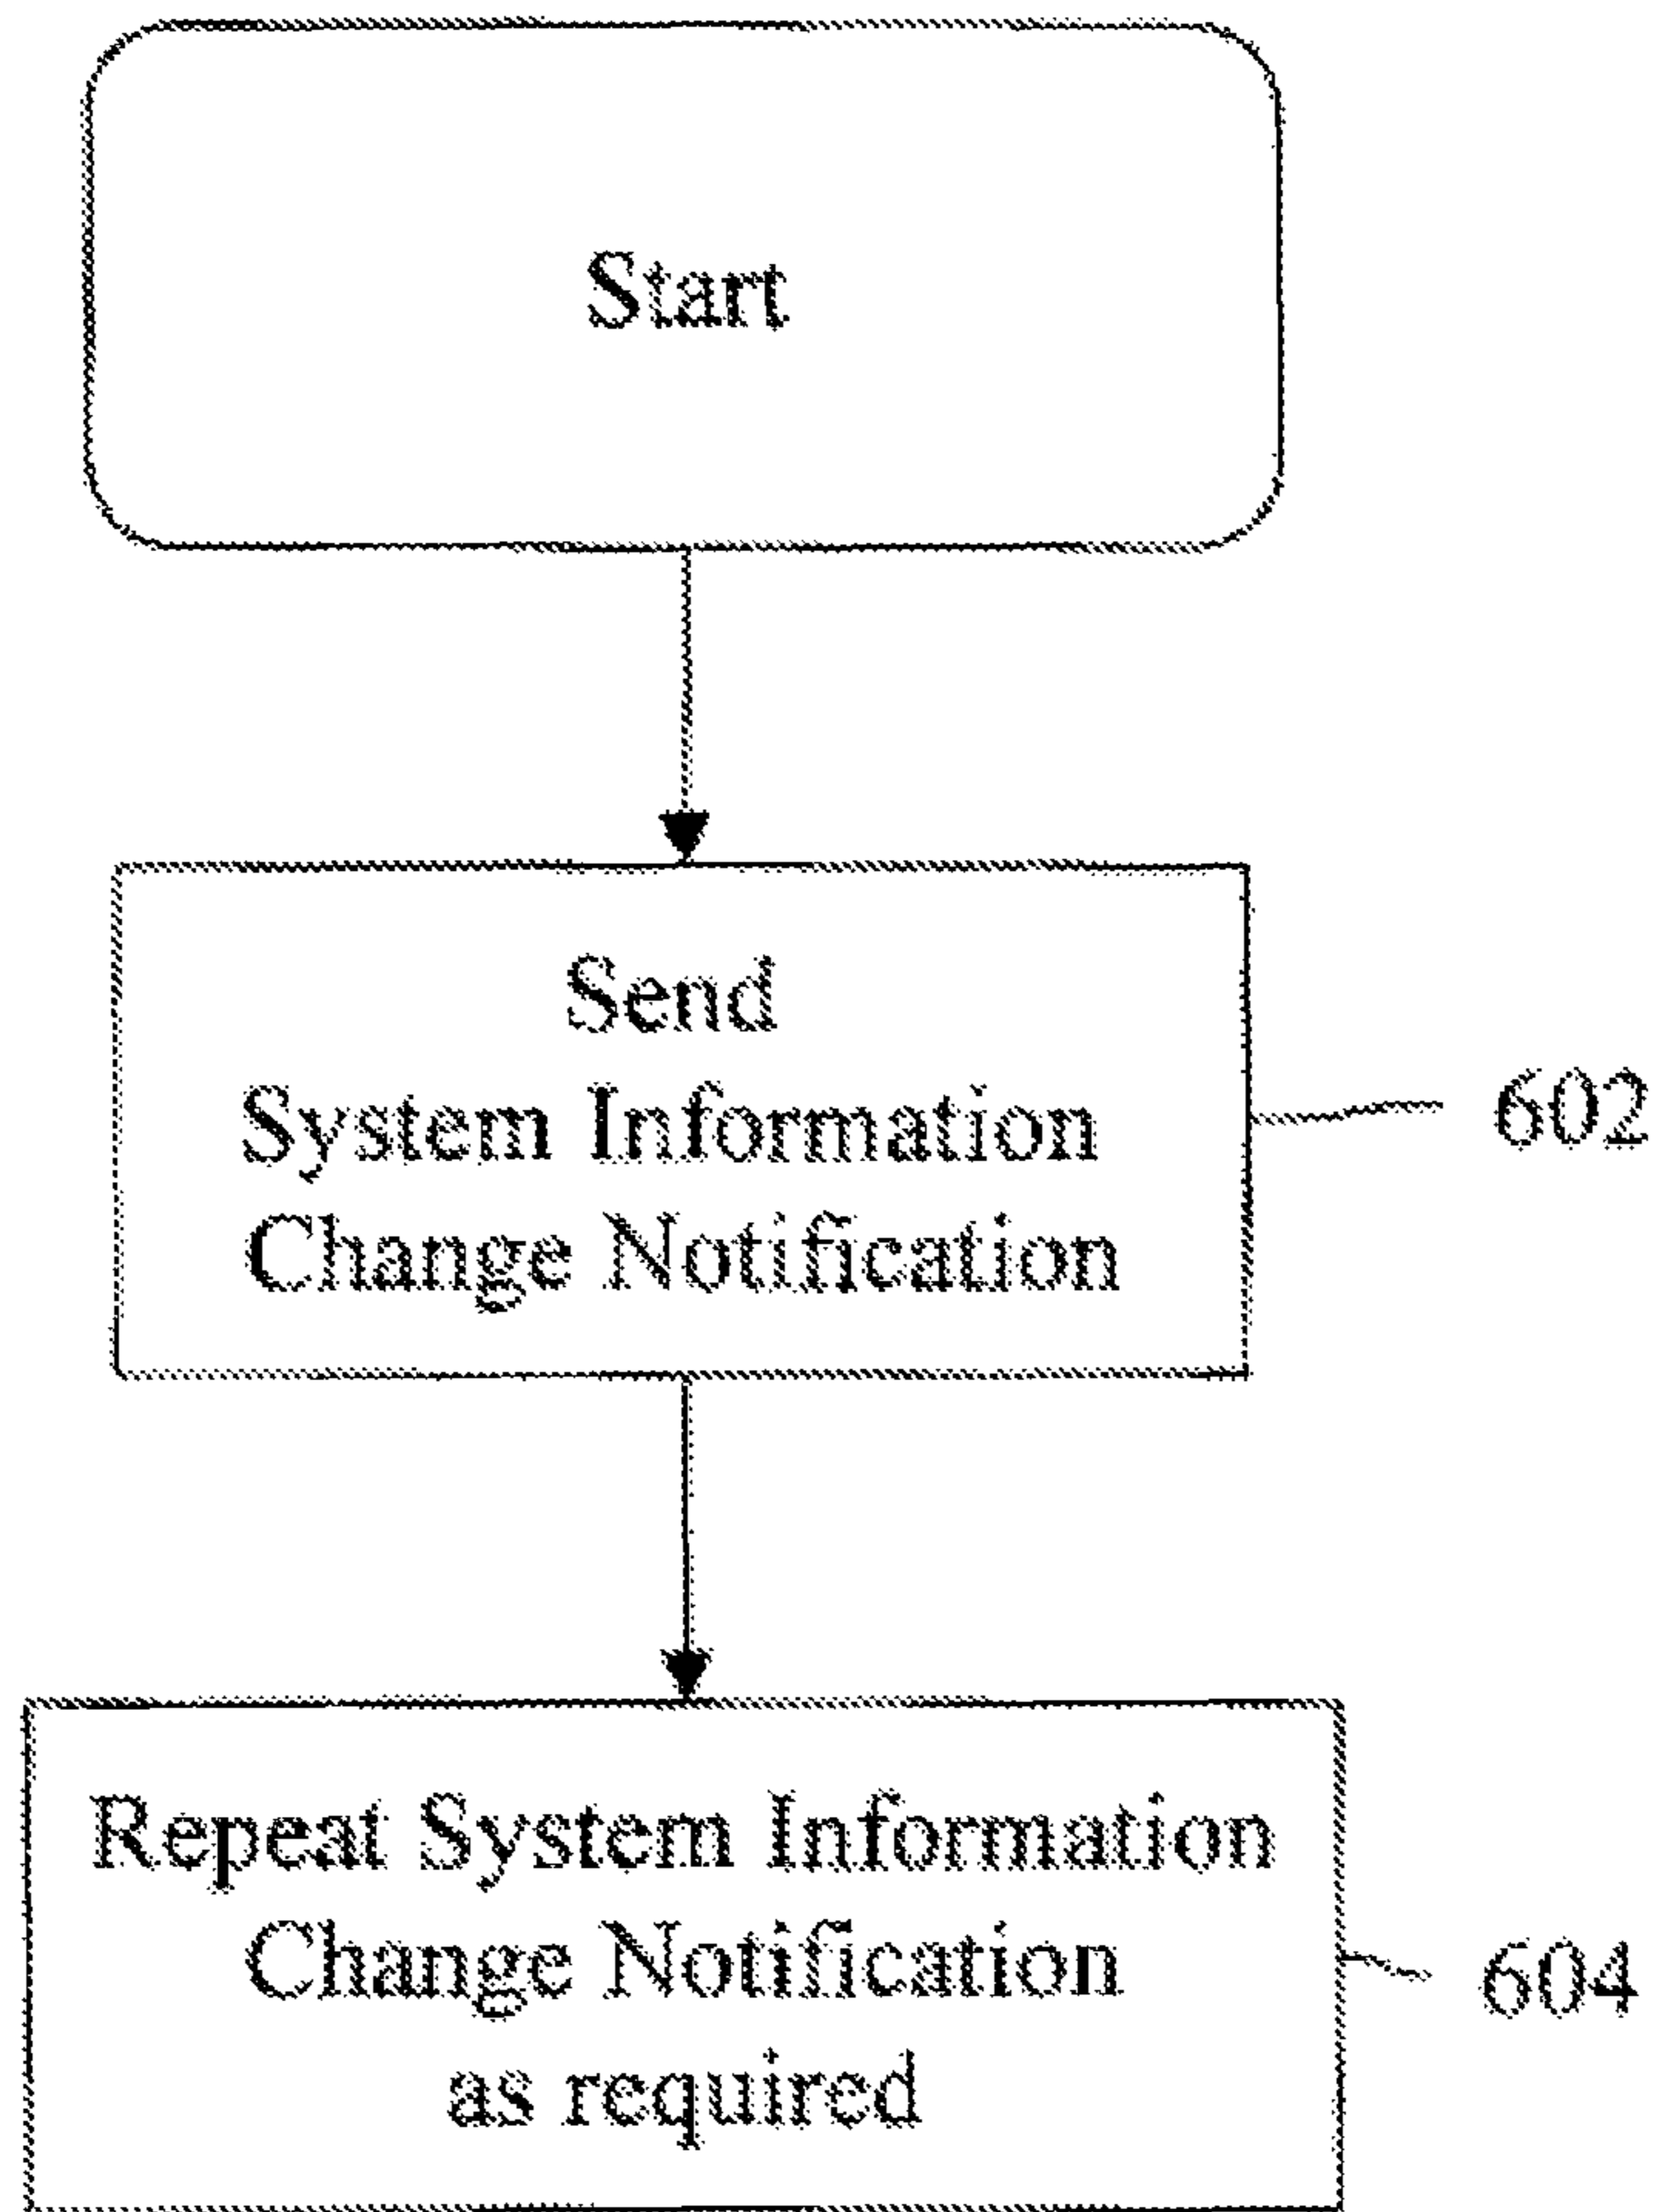 Start
Send
System Information
Change Notification
602
Repeat System Information
Change Notification
as required
604